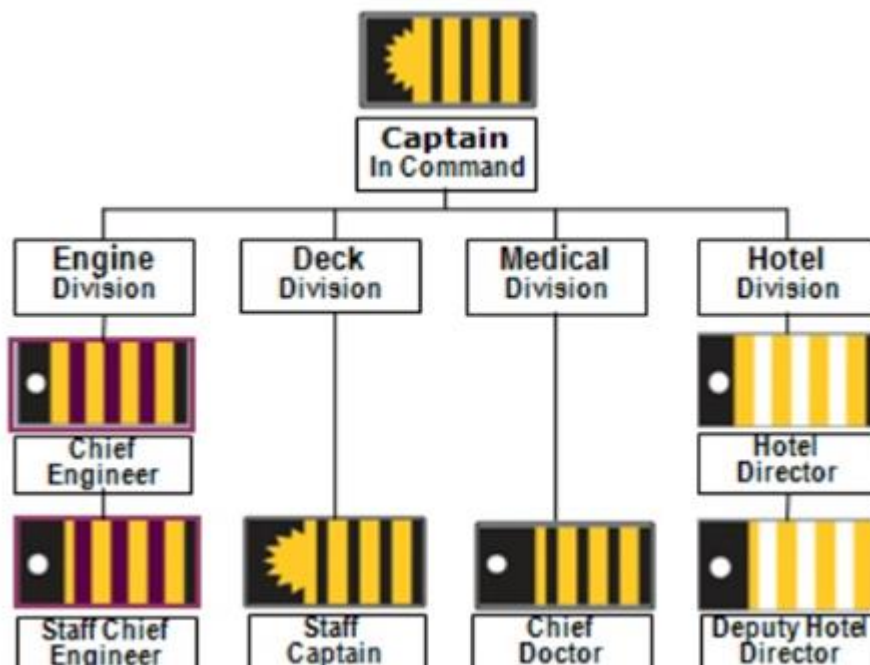 Captain
In Command
Engine
Division
Deck
Division
Medical
Division
Hotel
Division
Chief
Engineer
Hotel
Director
Staff Chief
Engineer
Staff
Captain
Chief
Doctor
Deputy Hotel
Director